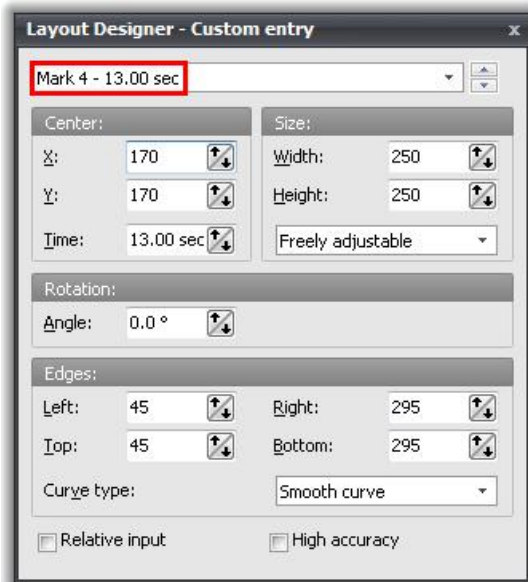 Layout Designer - Custom entry x
Mark 4 - 13.00 sec
Center: Size:
X: 170 Width: 250
Y: 170 Height: 250
Time: 13.00 sec Freely adjustable
Rotation:
Angle: 0.0 °
Edges:
Left: 45 Right: 295
Top: 45 Bottom: 295
Curve type: Smooth curve
Relative input High accuracy